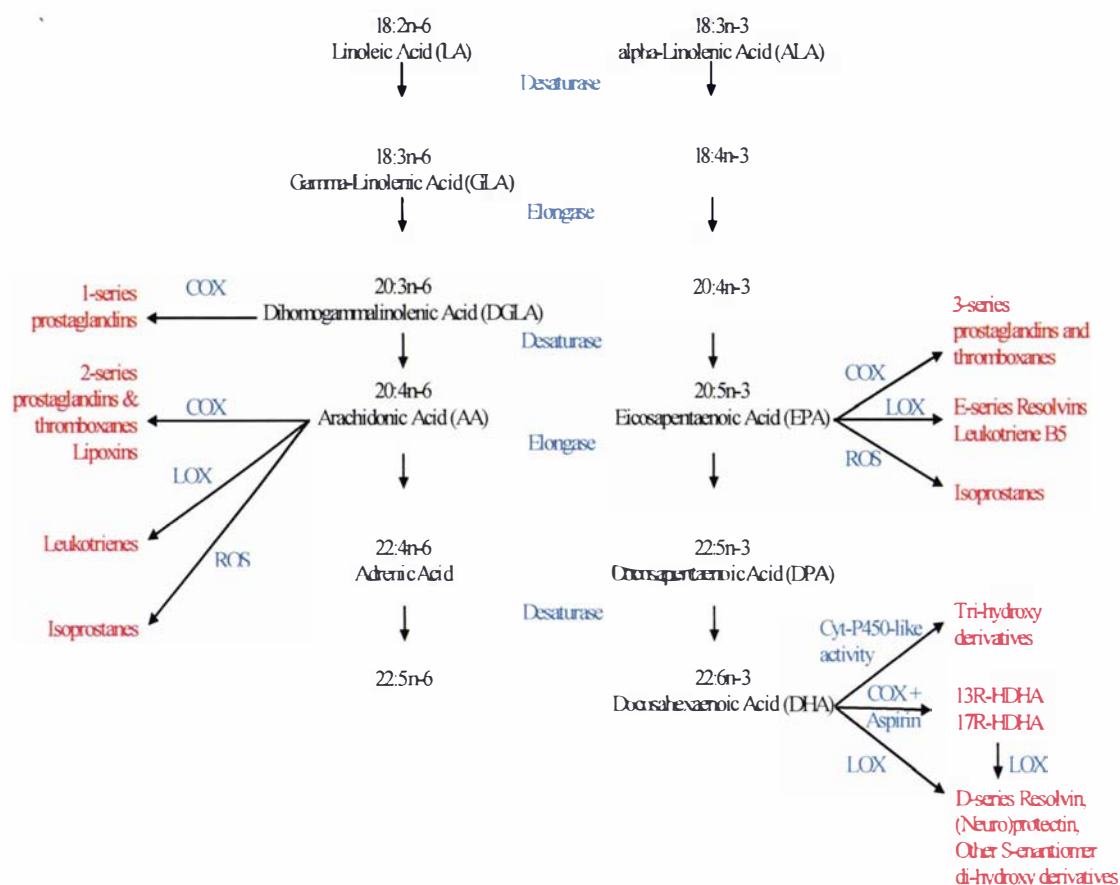 18:2n-6
Linoleic Acid (LA)
18:3n-3
alpha-Linolenic Acid (ALA)
Desaturase
18:3n-6
Gamma-Linolenic Acid (GLA)
18:4n-3
Elongase
20:3n-6
Dihomogammalinolenic Acid (DGLA)
20:4n-3
COX
1-series
prostaglandins
Desaturase
3-series
prostaglandins and
thromboxanes
2-series
prostaglandins &
thromboxanes
Lipoxins
COX
20:4n-6
Arachidonic Acid (AA)
20:5n-3
Eicosapentaenoic Acid (EPA)
COX
LOX
E-series Resolvins
Leukotriene B5
Elongase
LOX
ROS
Isoprostanes
Leukotrienes
ROS
22:4n-6
Adrenic Acid
22:5n-3
Docosapentaenoic Acid (DPA)
Isoprostanes
Desaturase
Cyt-P450-like
activity
Tri-hydroxy
derivatives
22:5n-6
22:6n-3
Docosahexaenoic Acid (DHA)
COX +
Aspirin
13R-HDHA
17R-HDHA
LOX
LOX
D-series Resolvin,
(Neuro)protectin,
Other S-enantiomer
di-hydroxy derivatives